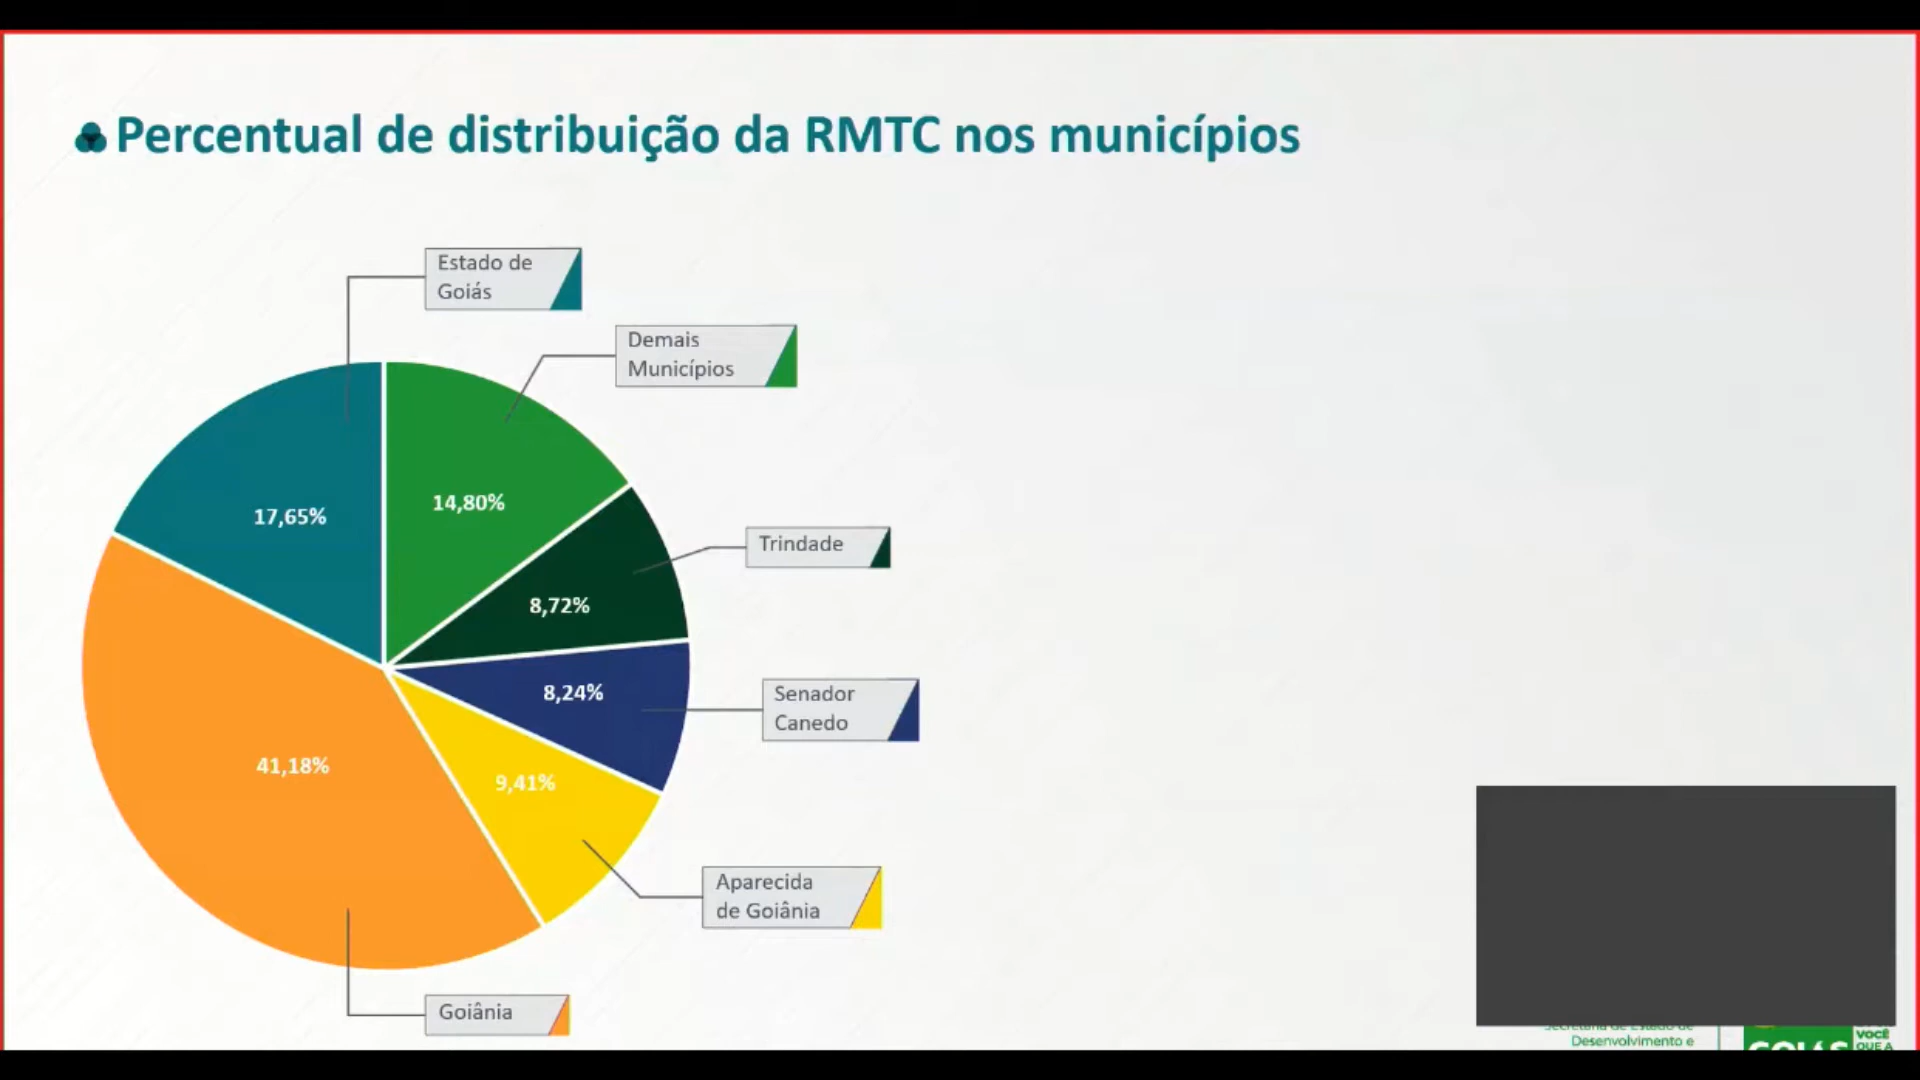 Percentual de distribuição da RMTC nos municípios
Estado de
Goiás
Demais
Municípios
17,65%
14,80%
Trindade
8,72%
Senador
Canedo
8,24%
41,18%
9,41%
Aparecida
de Goiânia
Goiânia
Secretaria de Estado de
Desenvolvimento e
GOIÁS
VOCÊ
QUE A